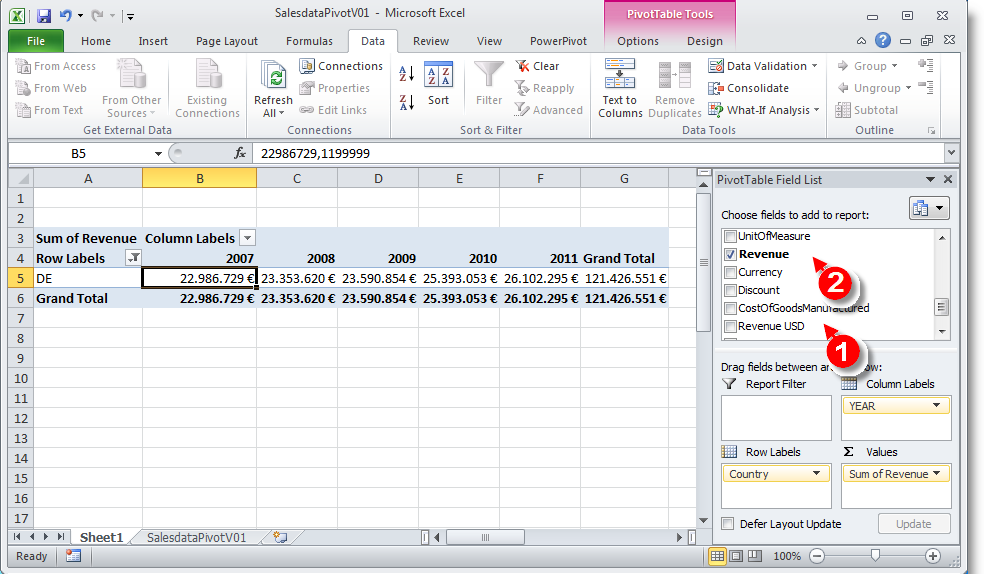 SalesdataPivotV01 - Microsoft Excel
PivotTable Tools
File Home Insert Page Layout Formulas Data Review View PowerPivot Options Design
From Access
From Web
From Text
From Other Sources
Existing Connections
Get External Data
Refresh All
Connections
Properties
Edit Links
Connections
Sort
Filter
Clear
Reapply
Advanced
Sort & Filter
Text to Columns
Remove Duplicates
Data Validation
Consolidate
What-If Analysis
Data Tools
Group
Ungroup
Subtotal
Outline
B5 fx 22986729,1199999
A B C D E F G
1
2
3 Sum of Revenue Column Labels
4 Row Labels 2007 2008 2009 2010 2011 Grand Total
5 DE 22.986.729 € 23.353.620 € 23.590.854 € 25.393.053 € 26.102.295 € 121.426.551 €
6 Grand Total 22.986.729 € 23.353.620 € 23.590.854 € 25.393.053 € 26.102.295 € 121.426.551 €
7
8
9
10
11
12
13
14
15
16
17
PivotTable Field List
Choose fields to add to report:
UnitOfMeasure
Revenue
Currency
Discount
CostOfGoodsManufactured
Revenue USD
2
1
Drag fields between ow:
Report Filter
Column Labels
YEAR
Row Labels
Σ Values
Country
Sum of Revenue
Defer Layout Update
Update
Sheet1 SalesdataPivotV01
Ready
100%